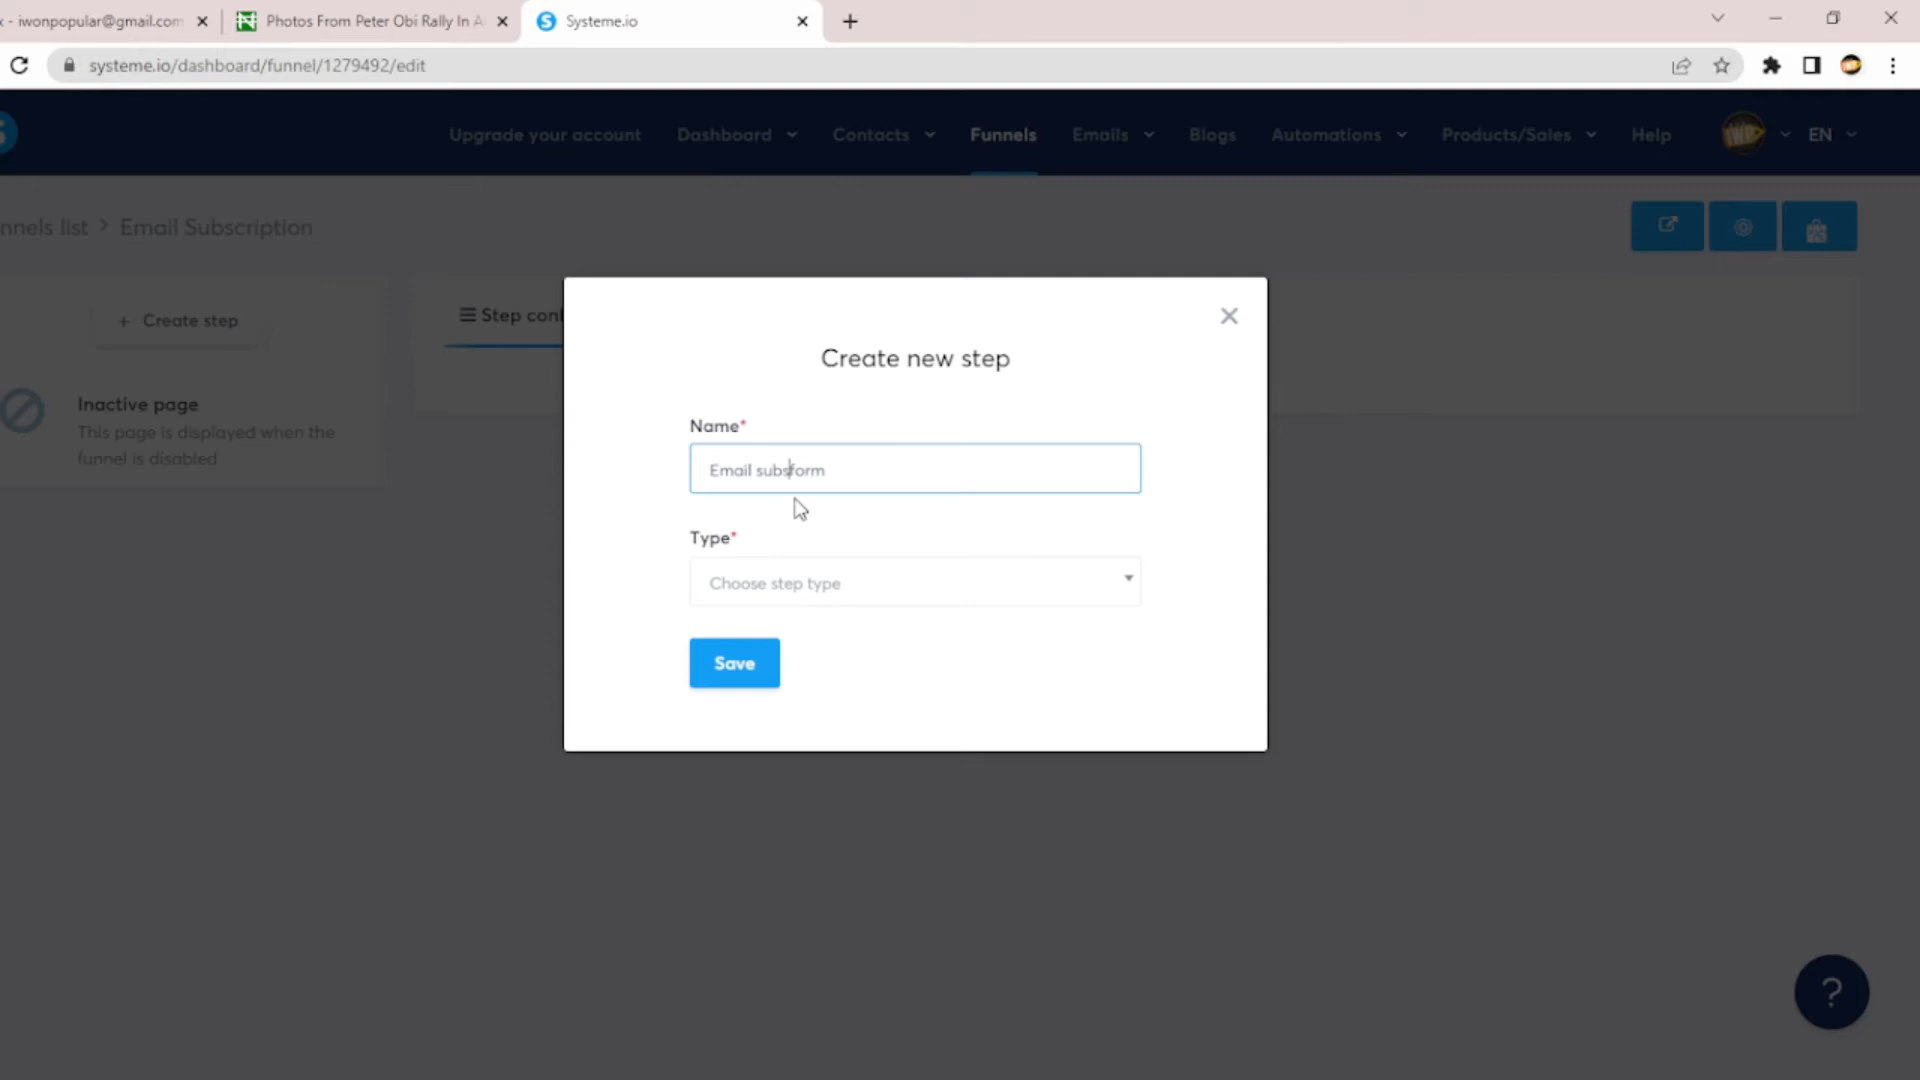 - iwonpopular@gmail.com
Photos From Peter Obi Rally In A
Systeme.io
systeme.io/dashboard/funnel/1279492/edit
Upgrade your account
Dashboard
Contacts
Funnels
Emails
Blogs
Automations
Products/Sales
Help
EN
nnels list > Email Subscription
+ Create step
Inactive page
This page is displayed when the
funnel is disabled
Step con
Create new step
Name*
Email subsform
Type*
Choose step type
Save
?